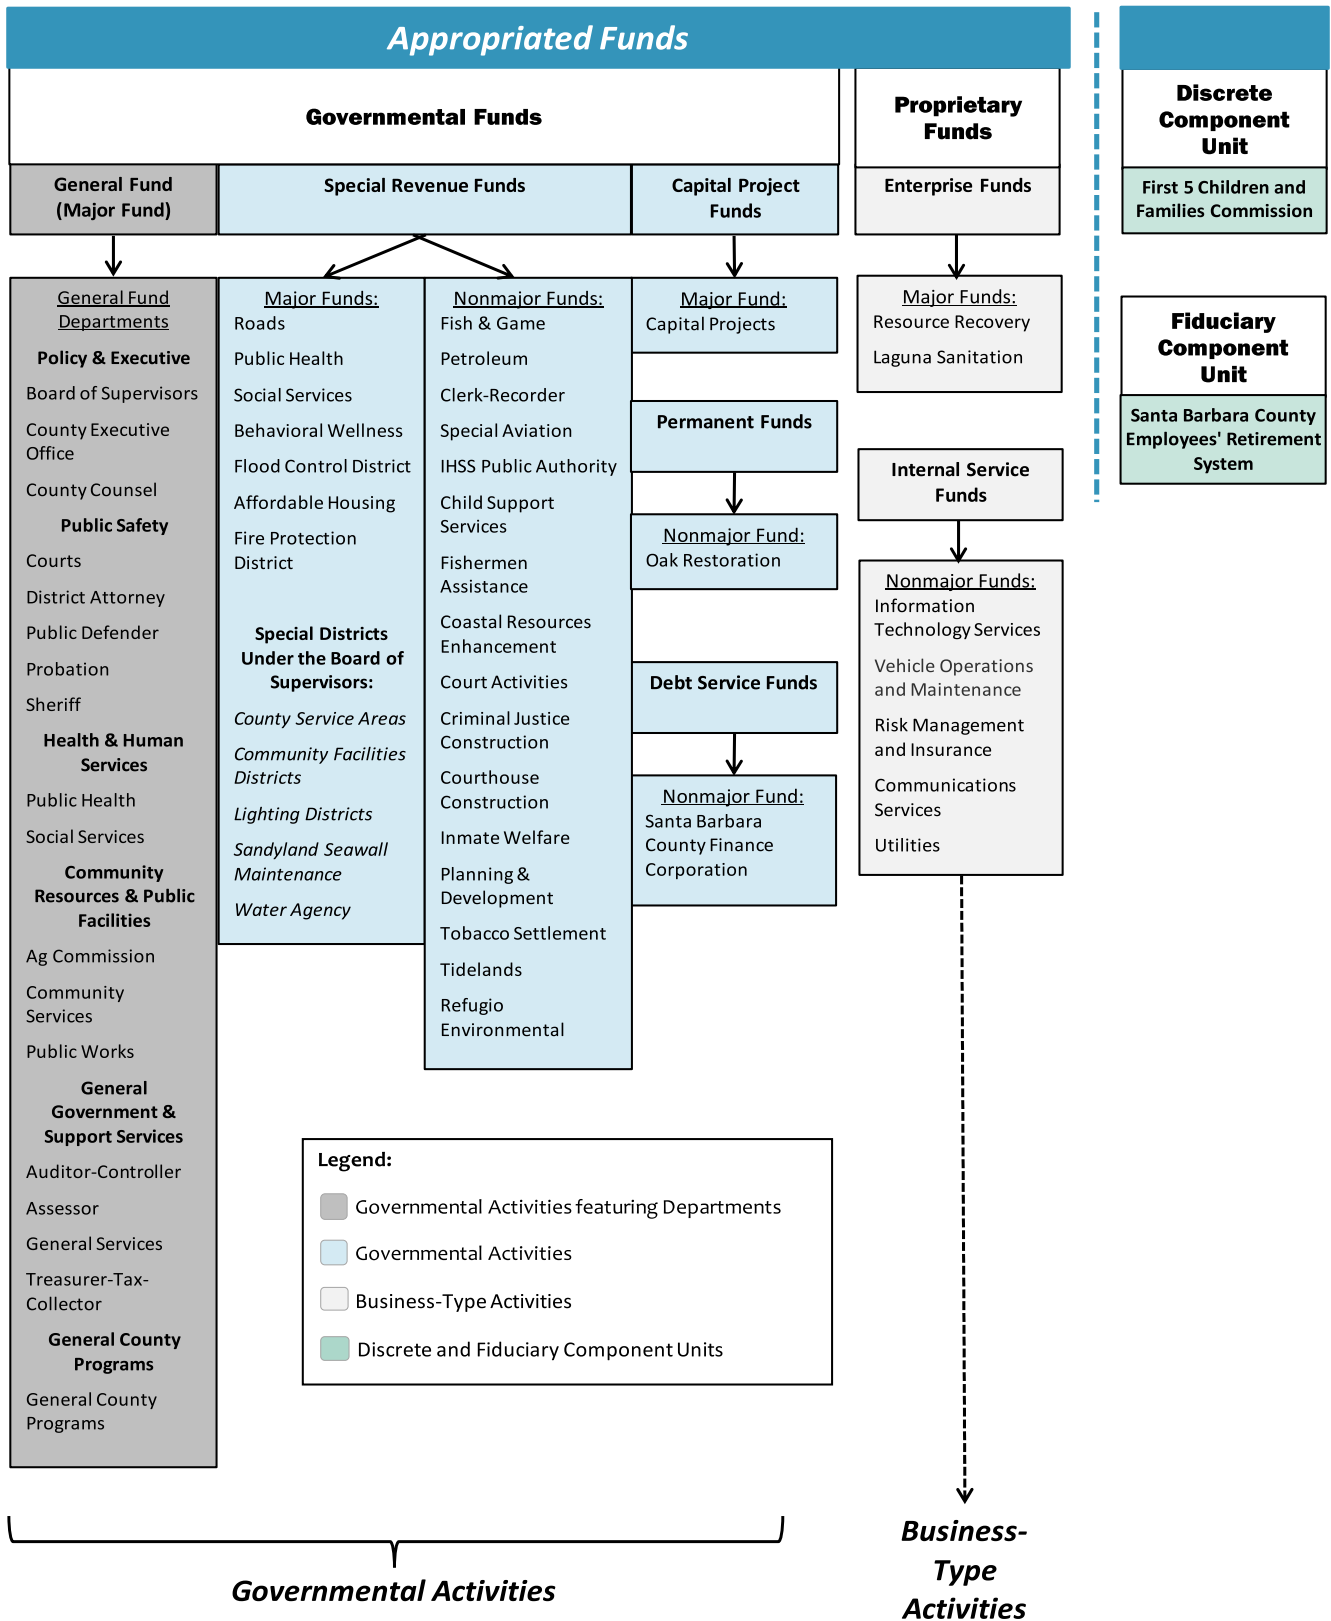 Appropriated Funds
Governmental Funds
General Fund
(Major Fund)
General Fund
Departments
Policy & Executive
Board of Supervisors
County Executive
Office
County Counsel
Public Safety
Courts
District Attorney
Public Defender
Probation
Sheriff
Health & Human
Services
Public Health
Social Services
Community
Resources & Public
Facilities
Ag Commission
Community
Services
Public Works
General
Government &
Support Services
Auditor-Controller
Assessor
General Services
Treasurer-Tax-
Collector
General County
Programs
General County
Programs
Special Revenue Funds
Major Funds:
Roads
Public Health
Social Services
Behavioral Wellness
Flood Control District
Affordable Housing
Fire Protection
District
Special Districts
Under the Board of
Supervisors:
County Service Areas
Community Facilities
Districts
Lighting Districts
Sandyland Seawall
Maintenance
Water Agency
Nonmajor Funds:
Fish & Game
Petroleum
Clerk-Recorder
Special Aviation
IHSS Public Authority
Child Support
Services
Fishermen
Assistance
Coastal Resources
Enhancement
Court Activities
Criminal Justice
Construction
Courthouse
Construction
Inmate Welfare
Planning &
Development
Tobacco Settlement
Tidelands
Refugio
Environmental
Capital Project
Funds
Major Fund:
Capital Projects
Permanent Funds
Nonmajor Fund:
Oak Restoration
Debt Service Funds
Nonmajor Fund:
Santa Barbara
County Finance
Corporation
Proprietary
Funds
Enterprise Funds
Major Funds:
Resource Recovery
Laguna Sanitation
Internal Service
Funds
Nonmajor Funds:
Information
Technology Services
Vehicle Operations
and Maintenance
Risk Management
and Insurance
Communications
Services
Utilities
Discrete
Component
Unit
First 5 Children and
Families Commission
Fiduciary
Component
Unit
Santa Barbara County
Employees' Retirement
System
Legend:
Governmental Activities featuring Departments
Governmental Activities
Business-Type Activities
Discrete and Fiduciary Component Units
Governmental Activities
Business-
Type
Activities